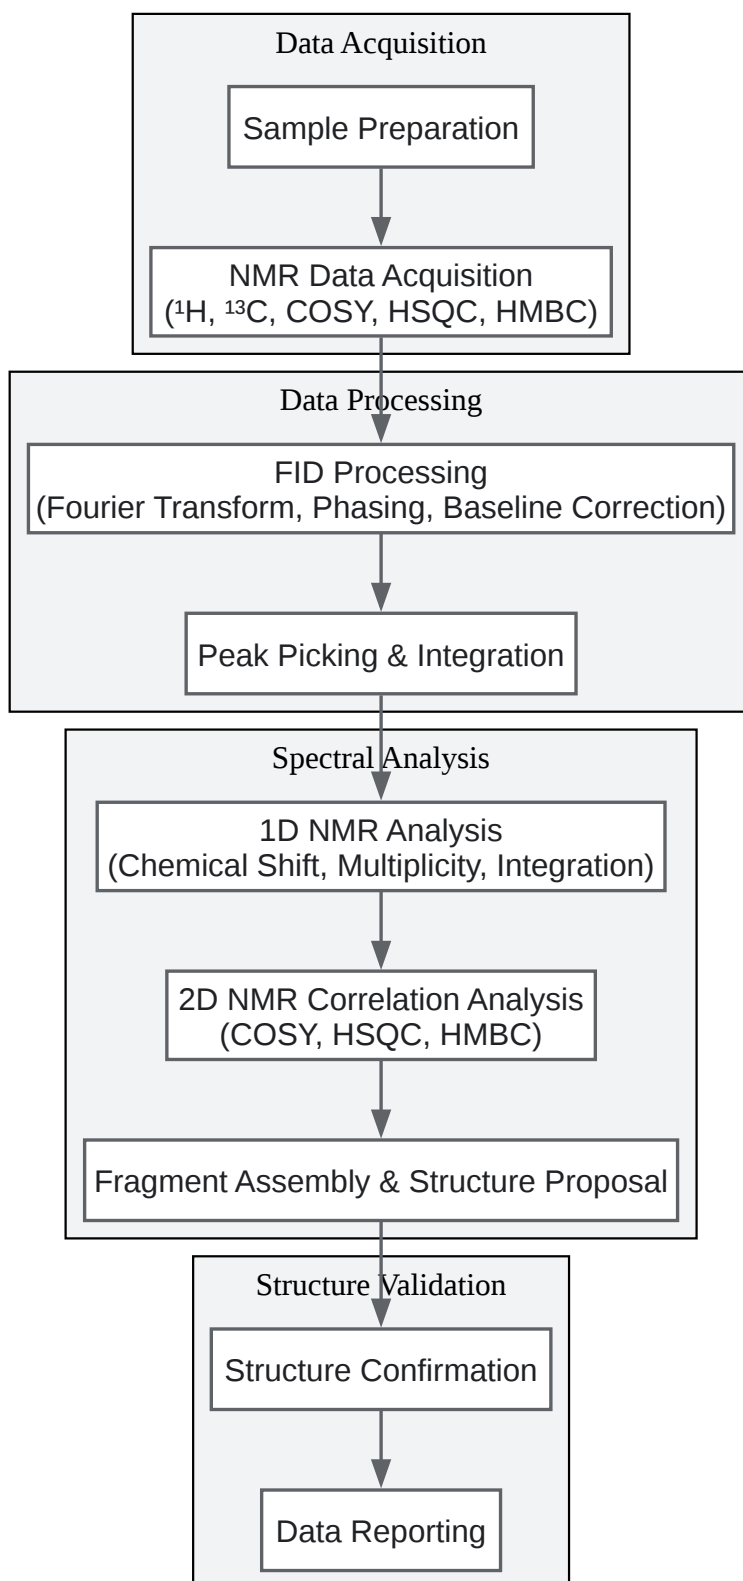 Data Acquisition
Sample Preparation
NMR Data Acquisition
(¹H, ¹³C, COSY, HSQC, HMBC)
Data Processing
FID Processing
(Fourier Transform, Phasing, Baseline Correction)
Peak Picking & Integration
Spectral Analysis
1D NMR Analysis
(Chemical Shift, Multiplicity, Integration)
2D NMR Correlation Analysis
(COSY, HSQC, HMBC)
Fragment Assembly & Structure Proposal
Structure Validation
Structure Confirmation
Data Reporting